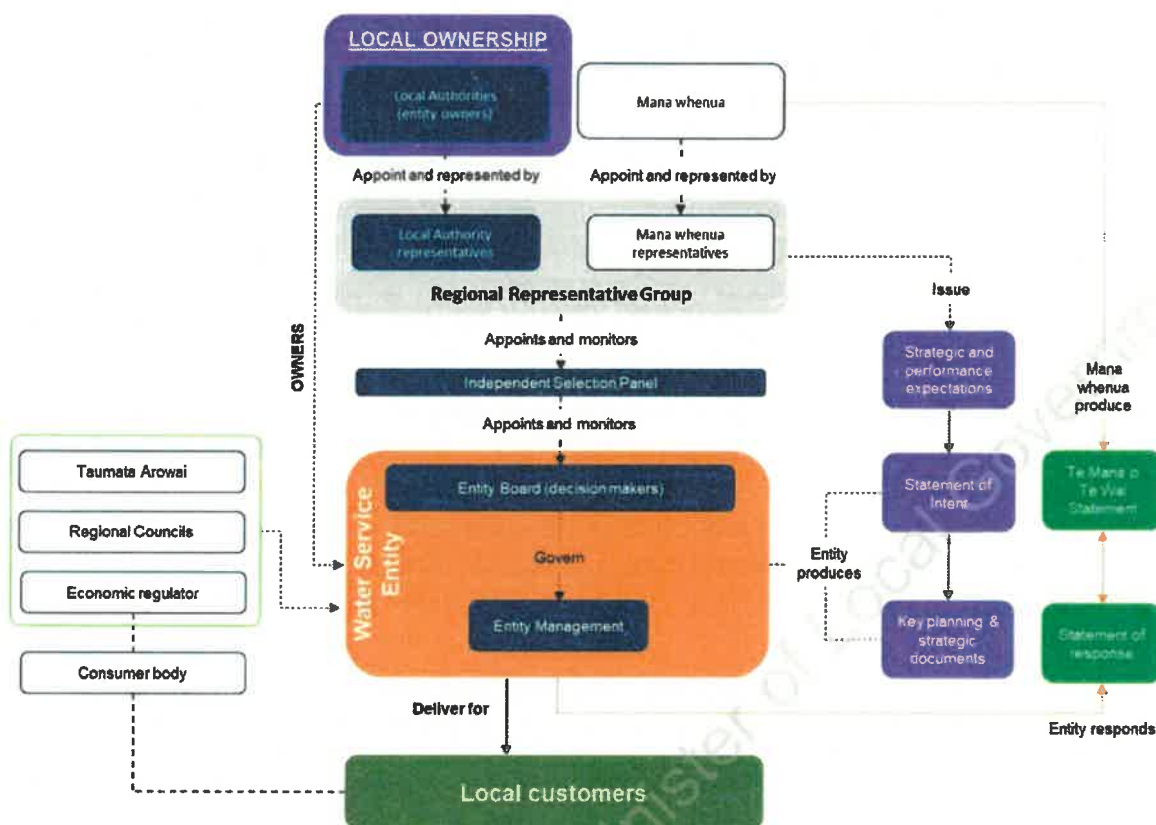 LOCAL OWNERSHIP
Local Authorities
(entity owners)
Mana whenua
Appoint and represented by
Appoint and represented by
Local Authority
representatives
Mana whenua
representatives
Regional Representative Group
Issue
OWNERS
Appoints and monitors
Strategic and
performance
expectations
Mana
whenua
produce
Independent Selection Panel
Appoints and monitors
Taumata Arowai
Regional Councils
Economic regulator
Consumer body
Water Service
Entity
Entity Board (decision makers)
Govern
Entity Management
Entity
produces
Statement of
Intent
Te Mana o
Te Wai
Statement
Key planning &
strategic
documents
Statement of
response
Deliver for
Entity responds
Local customers
Minister of Local Government